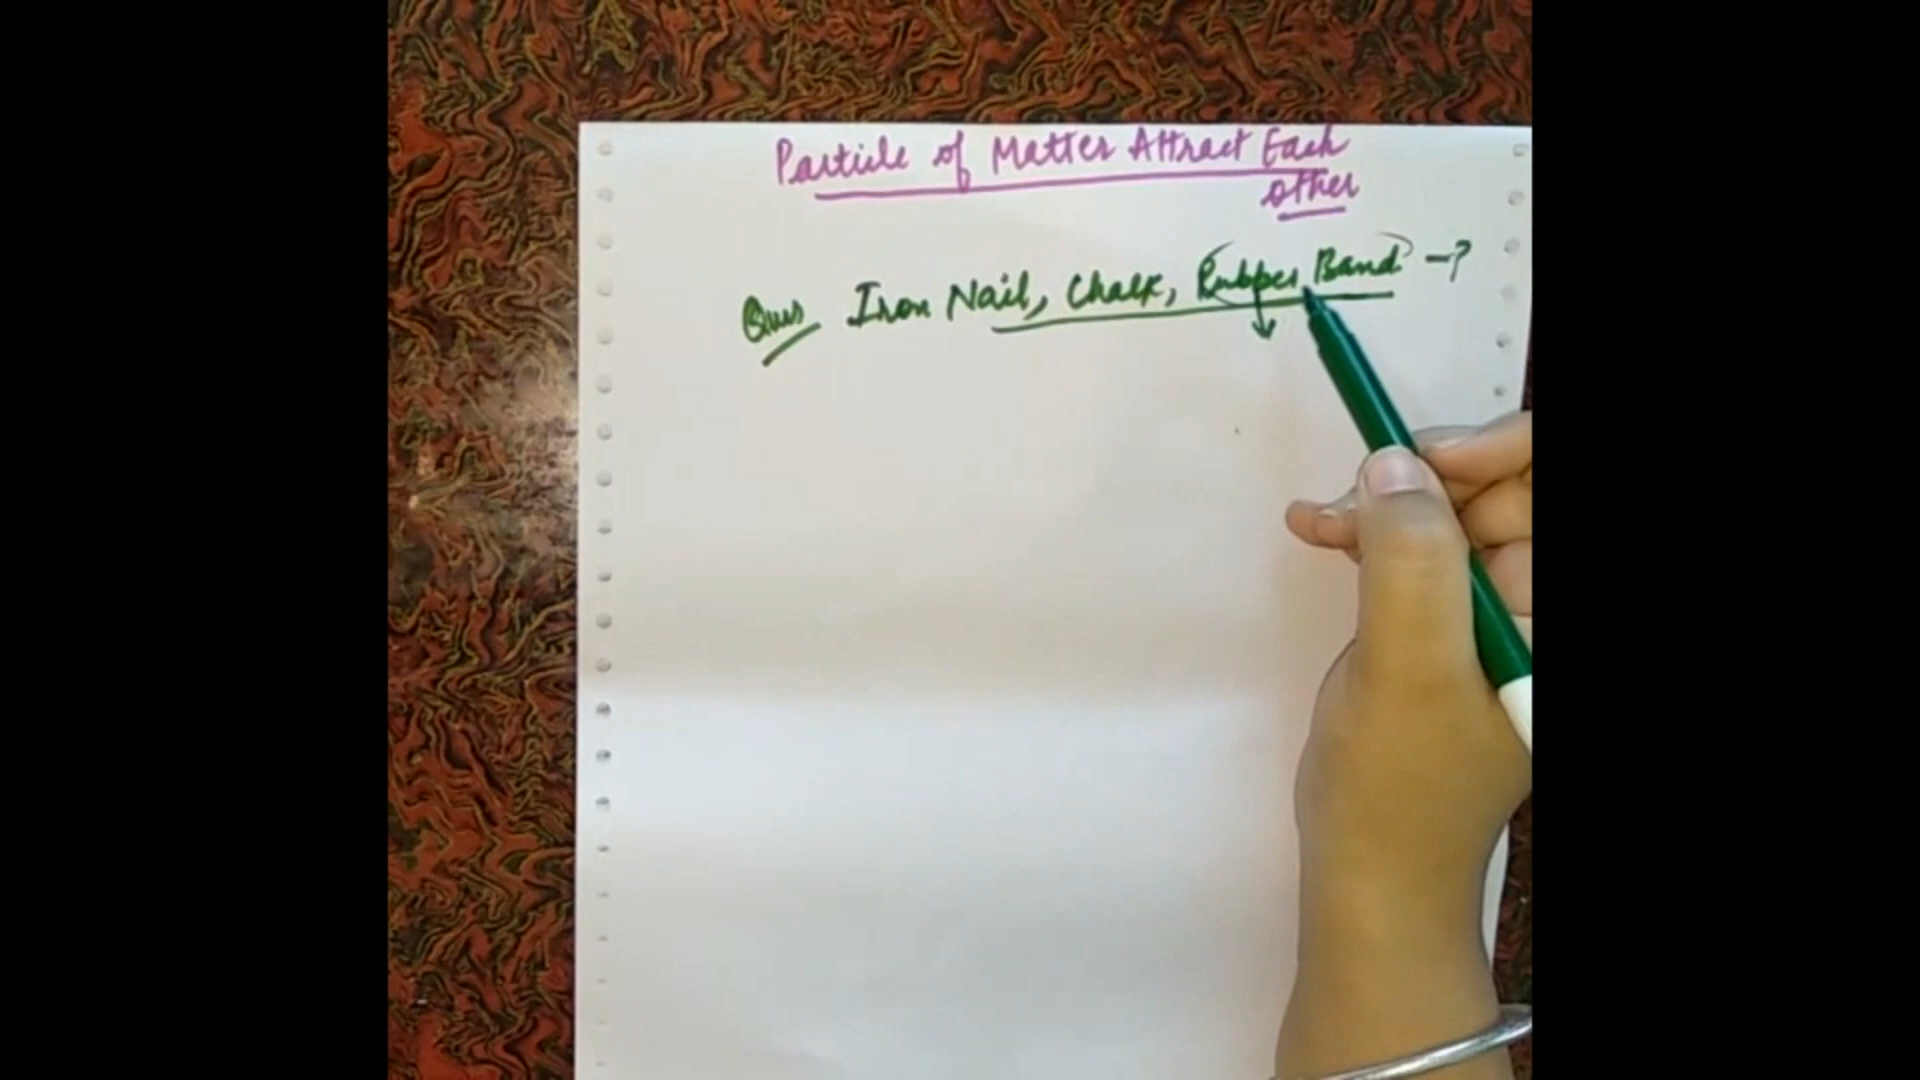 Particle of Matter Attract Each
other
Ques Iron Nail, Chalk, (Rubber Band) -?